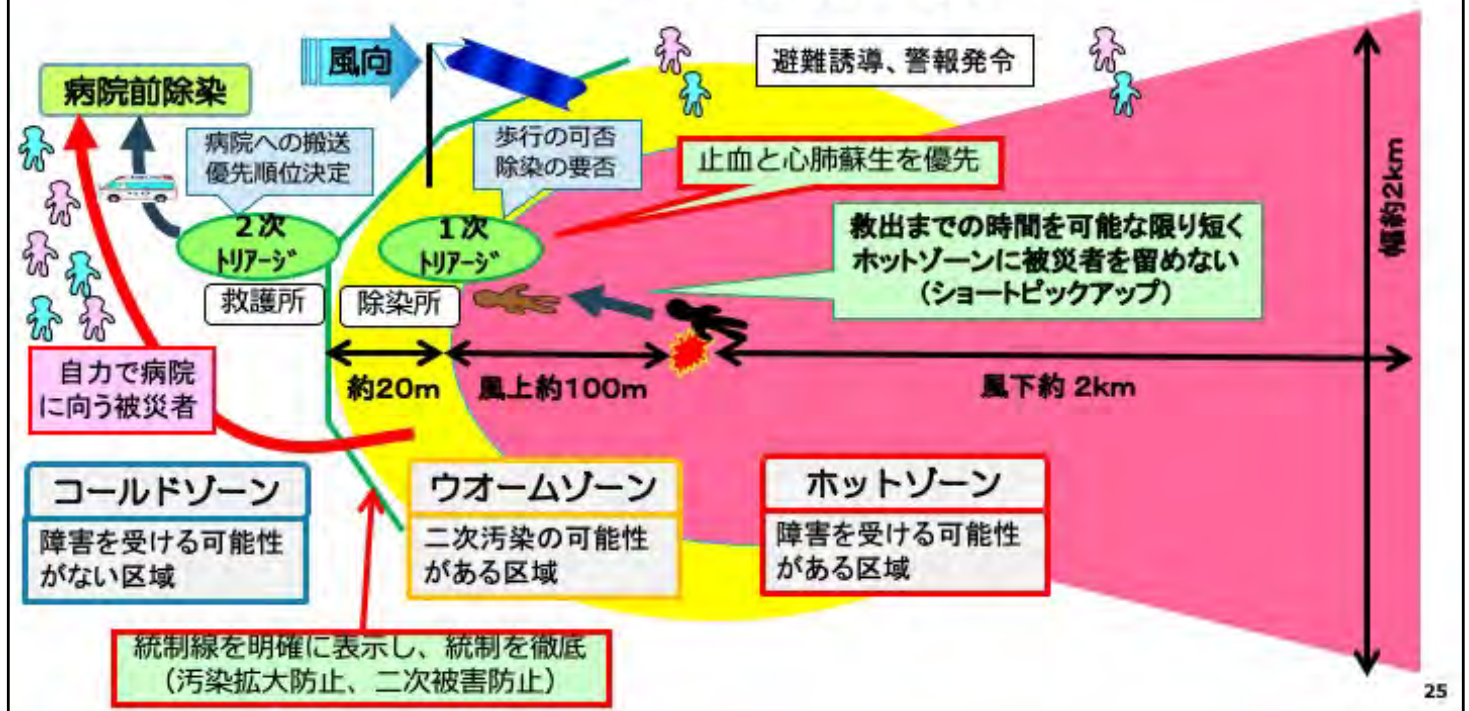 風向
避難誘導、警報発令
病院前除染
病院への搬送
優先順位決定
歩行の可否
除染の要否
止血と心肺蘇生を優先
2次
ﾄﾘｱｰｼﾞ
1次
ﾄﾘｱｰｼﾞ
救出までの時間を可能な限り短く
ホットゾーンに被災者を留めない
(ショートピックアップ)
幅約2km
救護所
除染所
自力で病院
に向う被災者
約20m
風上約100m
風下約 2km
コールドゾーン
障害を受ける可能性
がない区域
ウオームゾーン
二次汚染の可能性
がある区域
ホットゾーン
障害を受ける可能性
がある区域
統制線を明確に表示し、統制を徹底
(汚染拡大防止、二次被害防止)
25